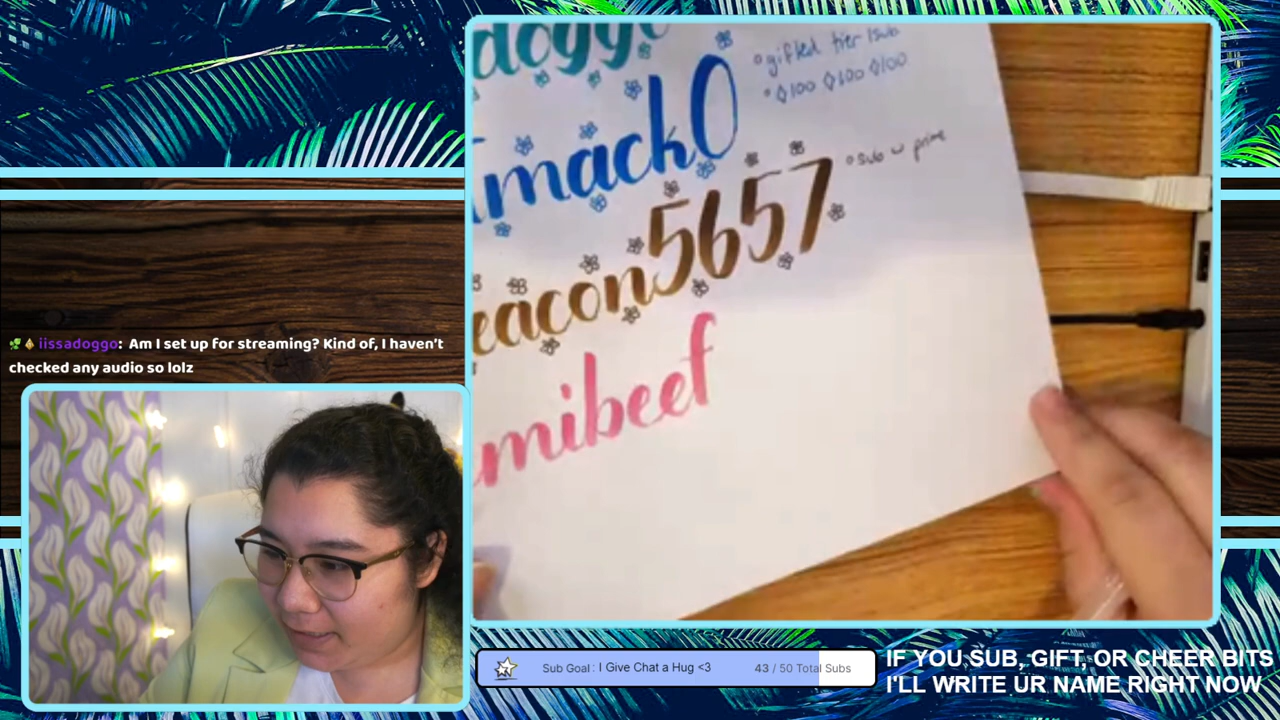 doggo
mack0
gifted tier 1 sub
◊100 ◊100 ◊100
eacon5657
sub w prime
mibeef
iissadoggo: Am I set up for streaming? Kind of, I haven't
checked any audio so lolz
Sub Goal: I Give Chat a Hug <3 43 / 50 Total Subs
IF YOU SUB, GIFT, OR CHEER BITS
I'LL WRITE UR NAME RIGHT NOW